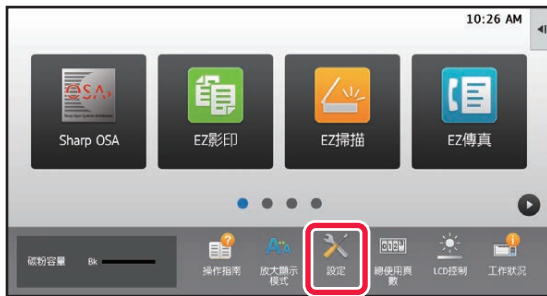 10:26 AM
Sharp OSA
EZ影印
EZ掃描
EZ傳真
碳粉容量 Bk
操作指南
放大顯示
模式
設定
總使用頁
數
LCD控制
工作狀況